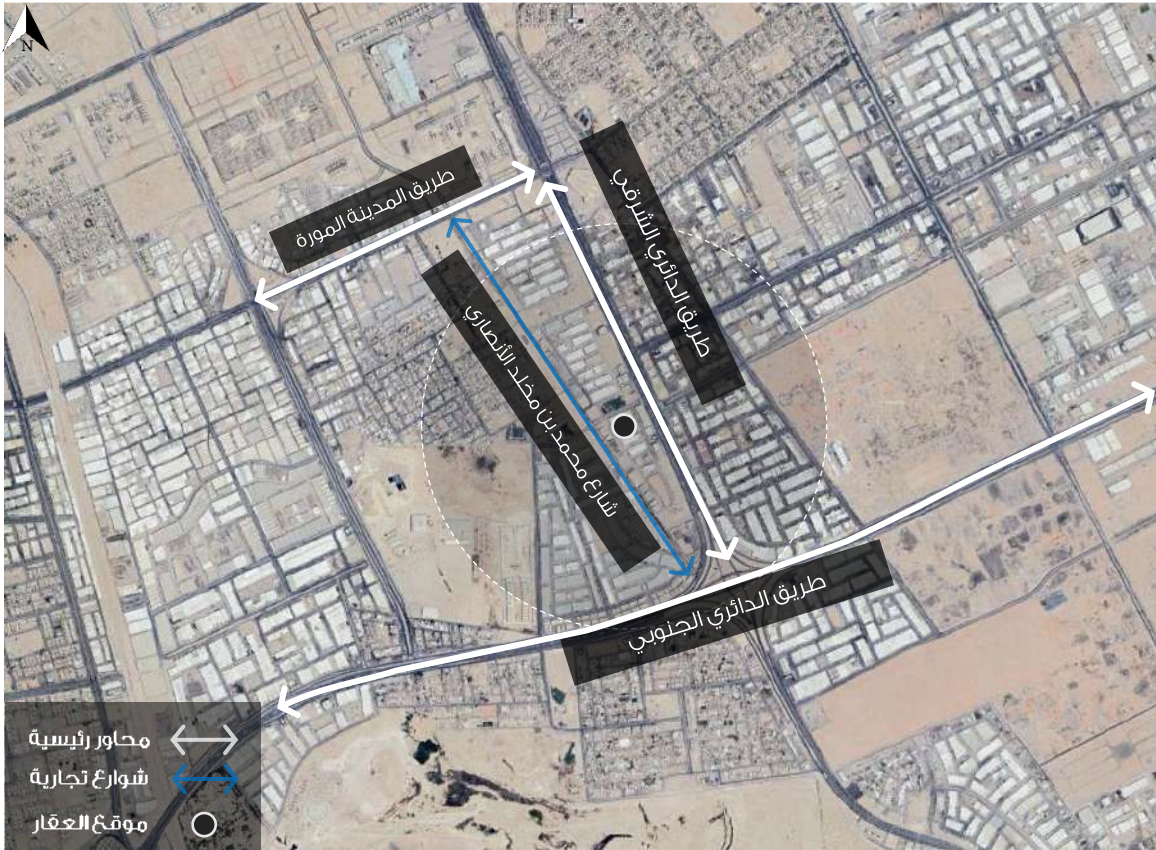 N
طريق المدينة المورة
طريق الدائري الشرقي
شارع محمد بن مخلد الأنصاري
طريق الدائري الجنوبي
محاور رئيسية
شوارع تجارية
موقع العقار